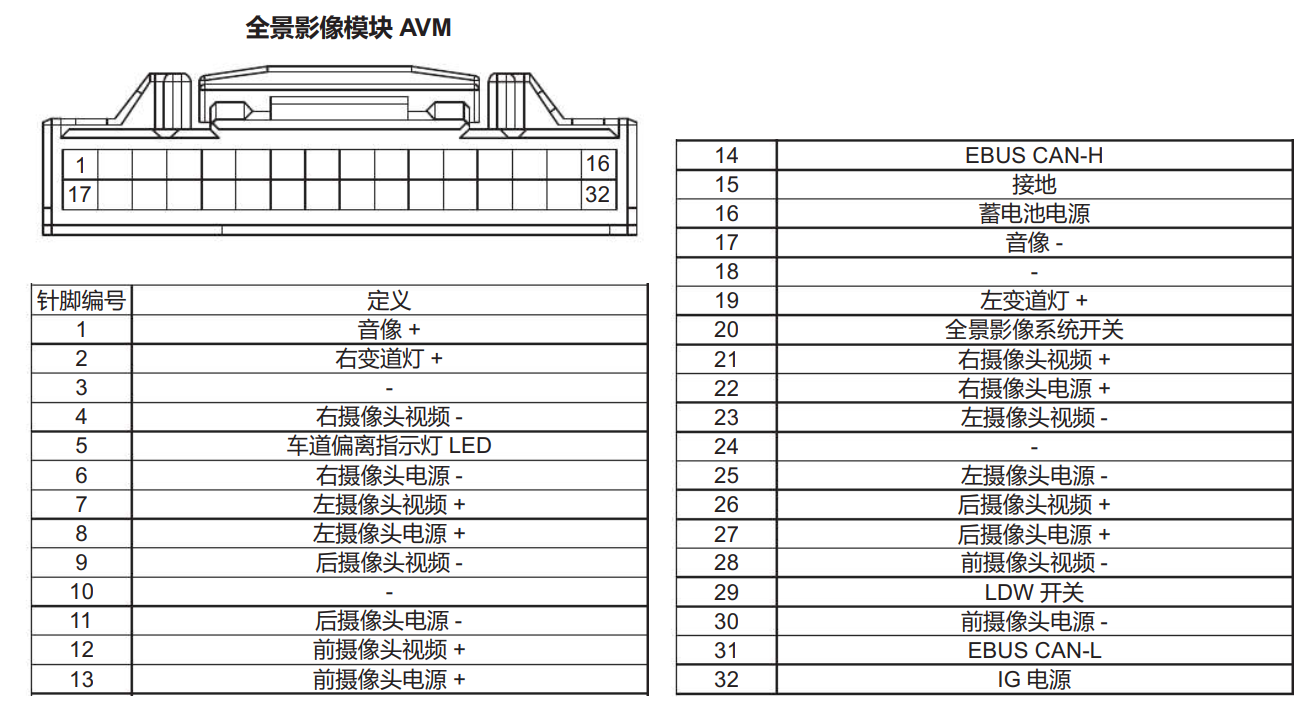 全景影像模块 AVM
1 16
17 32
针脚编号 定义
1 音像 +
2 右变道灯 +
3 -
4 右摄像头视频 -
5 车道偏离指示灯 LED
6 右摄像头电源 -
7 左摄像头视频 +
8 左摄像头电源 +
9 后摄像头视频 -
10 -
11 后摄像头电源 -
12 前摄像头视频 +
13 前摄像头电源 +
14 EBUS CAN-H
15 接地
16 蓄电池电源
17 音像 -
18 -
19 左变道灯 +
20 全景影像系统开关
21 右摄像头视频 +
22 右摄像头电源 +
23 左摄像头视频 -
24 -
25 左摄像头电源 -
26 后摄像头视频 +
27 后摄像头电源 +
28 前摄像头视频 -
29 LDW 开关
30 前摄像头电源 -
31 EBUS CAN-L
32 IG 电源